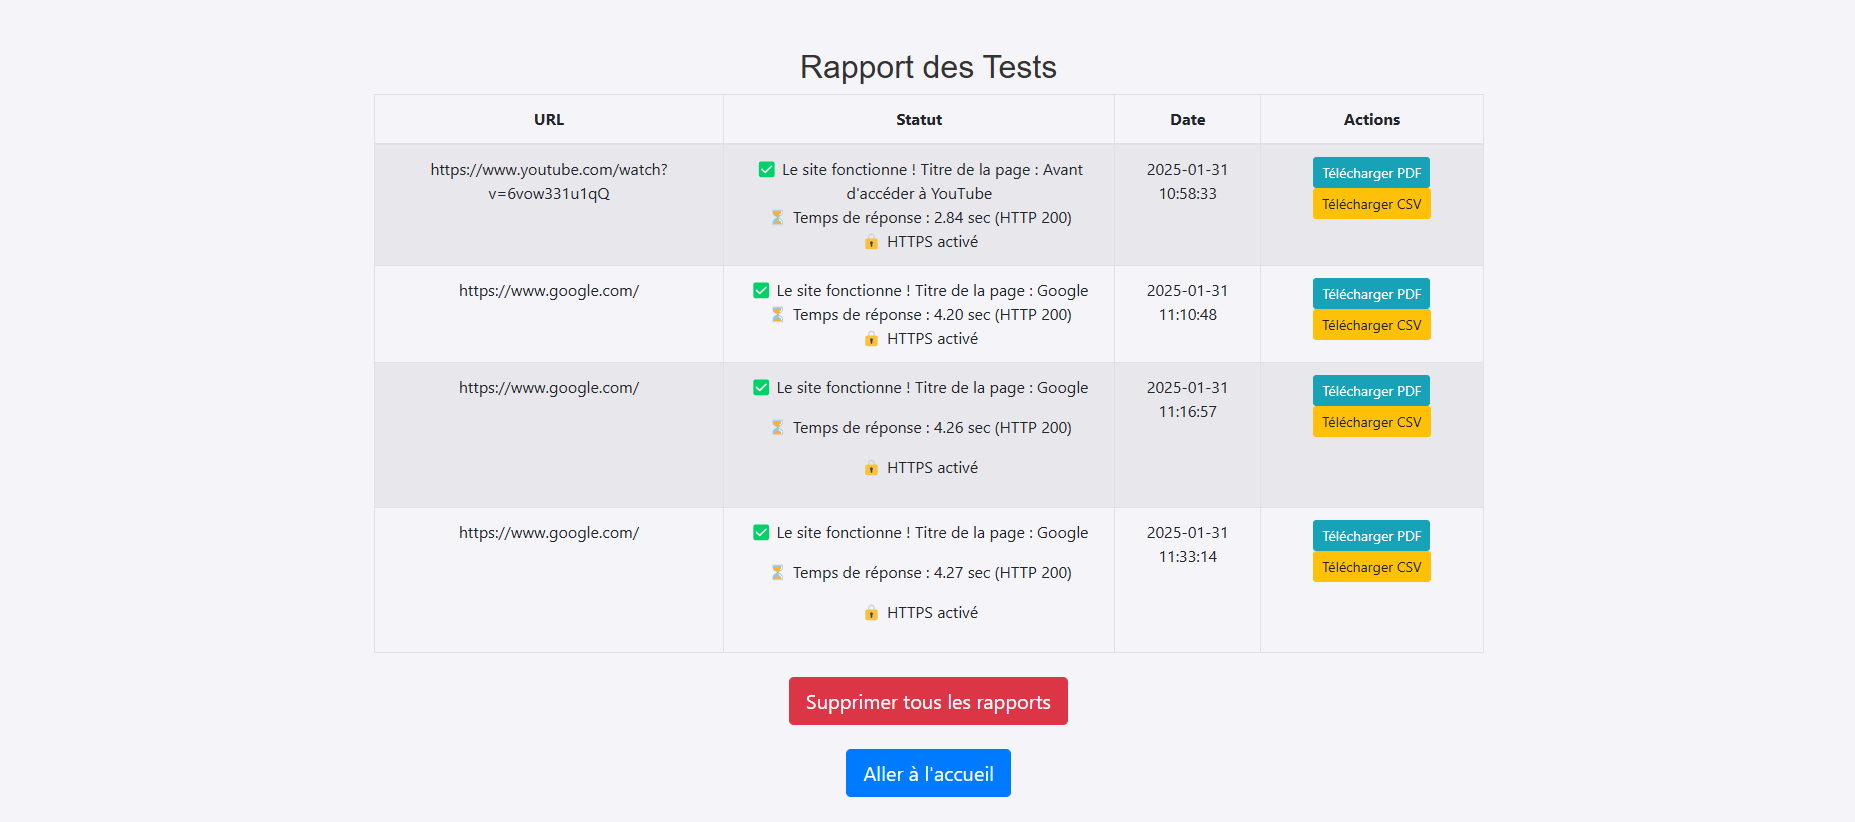 Rapport des Tests
URL
Statut
Date
Actions
https://www.youtube.com/watch?
v=6vow331u1qQ
✅ Le site fonctionne ! Titre de la page : Avant
d'accéder à YouTube
⏳ Temps de réponse : 2.84 sec (HTTP 200)
🔒 HTTPS activé
2025-01-31
10:58:33
Télécharger PDF
Télécharger CSV
https://www.google.com/
✅ Le site fonctionne ! Titre de la page : Google
⏳ Temps de réponse : 4.20 sec (HTTP 200)
🔒 HTTPS activé
2025-01-31
11:10:48
Télécharger PDF
Télécharger CSV
https://www.google.com/
✅ Le site fonctionne ! Titre de la page : Google
⏳ Temps de réponse : 4.26 sec (HTTP 200)
🔒 HTTPS activé
2025-01-31
11:16:57
Télécharger PDF
Télécharger CSV
https://www.google.com/
✅ Le site fonctionne ! Titre de la page : Google
⏳ Temps de réponse : 4.27 sec (HTTP 200)
🔒 HTTPS activé
2025-01-31
11:33:14
Télécharger PDF
Télécharger CSV
Supprimer tous les rapports
Aller à l'accueil